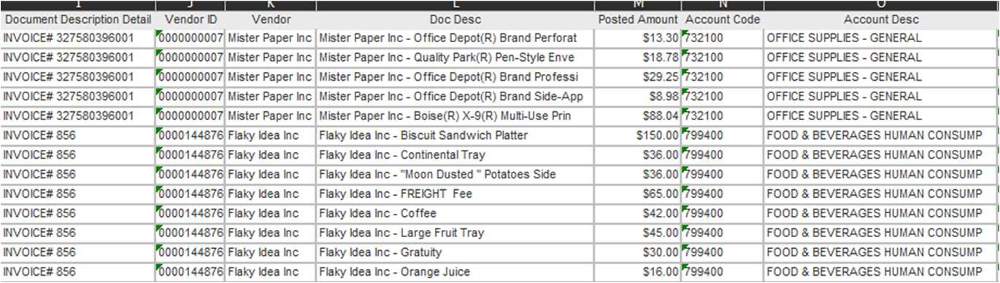 I J K L M N O
Document Description Detail Vendor ID Vendor Doc Desc Posted Amount Account Code Account Desc
INVOICE# 327580396001 0000000007 Mister Paper Inc Mister Paper Inc - Office Depot(R) Brand Perforat $13.30 732100 OFFICE SUPPLIES - GENERAL
INVOICE# 327580396001 0000000007 Mister Paper Inc Mister Paper Inc - Quality Park(R) Pen-Style Enve $18.78 732100 OFFICE SUPPLIES - GENERAL
INVOICE# 327580396001 0000000007 Mister Paper Inc Mister Paper Inc - Office Depot(R) Brand Professi $29.25 732100 OFFICE SUPPLIES - GENERAL
INVOICE# 327580396001 0000000007 Mister Paper Inc Mister Paper Inc - Office Depot(R) Brand Side-App $8.98 732100 OFFICE SUPPLIES - GENERAL
INVOICE# 327580396001 0000000007 Mister Paper Inc Mister Paper Inc - Boise(R) X-9(R) Multi-Use Prin $88.04 732100 OFFICE SUPPLIES - GENERAL
INVOICE# 856 0000144876 Flaky Idea Inc Flaky Idea Inc - Biscuit Sandwich Platter $150.00 799400 FOOD & BEVERAGES HUMAN CONSUMP
INVOICE# 856 0000144876 Flaky Idea Inc Flaky Idea Inc - Continental Tray $36.00 799400 FOOD & BEVERAGES HUMAN CONSUMP
INVOICE# 856 0000144876 Flaky Idea Inc Flaky Idea Inc - "Moon Dusted " Potatoes Side $36.00 799400 FOOD & BEVERAGES HUMAN CONSUMP
INVOICE# 856 0000144876 Flaky Idea Inc Flaky Idea Inc - FREIGHT  Fee $65.00 799400 FOOD & BEVERAGES HUMAN CONSUMP
INVOICE# 856 0000144876 Flaky Idea Inc Flaky Idea Inc - Coffee $42.00 799400 FOOD & BEVERAGES HUMAN CONSUMP
INVOICE# 856 0000144876 Flaky Idea Inc Flaky Idea Inc - Large Fruit Tray $45.00 799400 FOOD & BEVERAGES HUMAN CONSUMP
INVOICE# 856 0000144876 Flaky Idea Inc Flaky Idea Inc - Gratuity $30.00 799400 FOOD & BEVERAGES HUMAN CONSUMP
INVOICE# 856 0000144876 Flaky Idea Inc Flaky Idea Inc - Orange Juice $16.00 799400 FOOD & BEVERAGES HUMAN CONSUMP